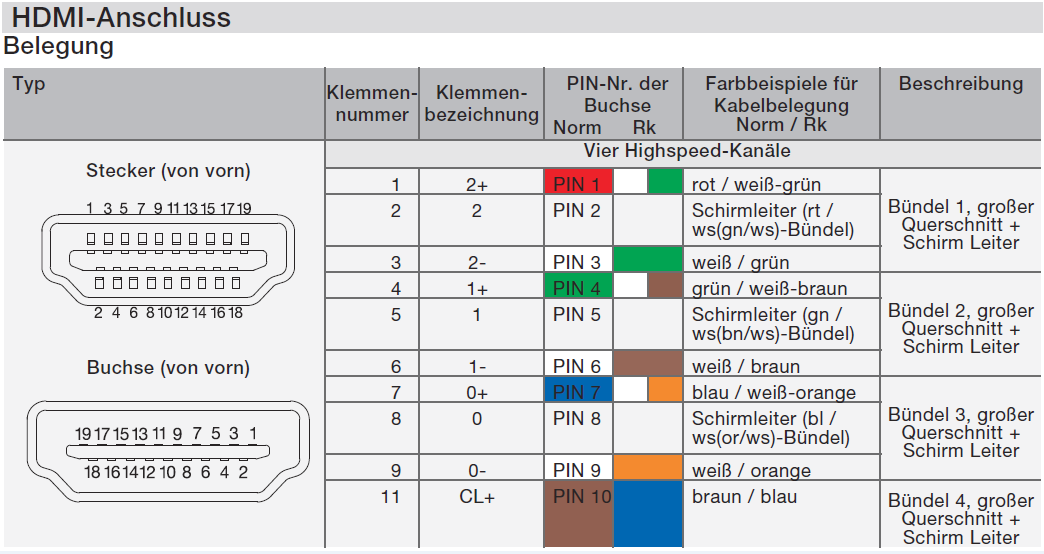 HDMI-Anschluss
Belegung
Typ
Klemmen-
nummer
Klemmen-
bezeichnung
PIN-Nr. der
Buchse
Norm Rk
Farbbeispiele für
Kabelbelegung
Norm / Rk
Beschreibung
Stecker (von vorn)
1 3 5 7 9 11 13 15 17 19
2 4 6 8 10 12 14 16 18
Buchse (von vorn)
19 17 15 13 11 9 7 5 3 1
18 16 14 12 10 8 6 4 2
Vier Highspeed-Kanäle
1 2+ PIN 1 rot / weiß-grün
2 2 PIN 2 Schirmleiter (rt /
ws(gn/ws)-Bündel)
3 2- PIN 3 weiß / grün
Bündel 1, großer
Querschnitt +
Schirm Leiter
4 1+ PIN 4 grün / weiß-braun
5 1 PIN 5 Schirmleiter (gn /
ws(bn/ws)-Bündel)
6 1- PIN 6 weiß / braun
Bündel 2, großer
Querschnitt +
Schirm Leiter
7 0+ PIN 7 blau / weiß-orange
8 0 PIN 8 Schirmleiter (bl /
ws(or/ws)-Bündel)
9 0- PIN 9 weiß / orange
Bündel 3, großer
Querschnitt +
Schirm Leiter
11 CL+ PIN 10 braun / blau
Bündel 4, großer
Querschnitt +
Schirm Leiter